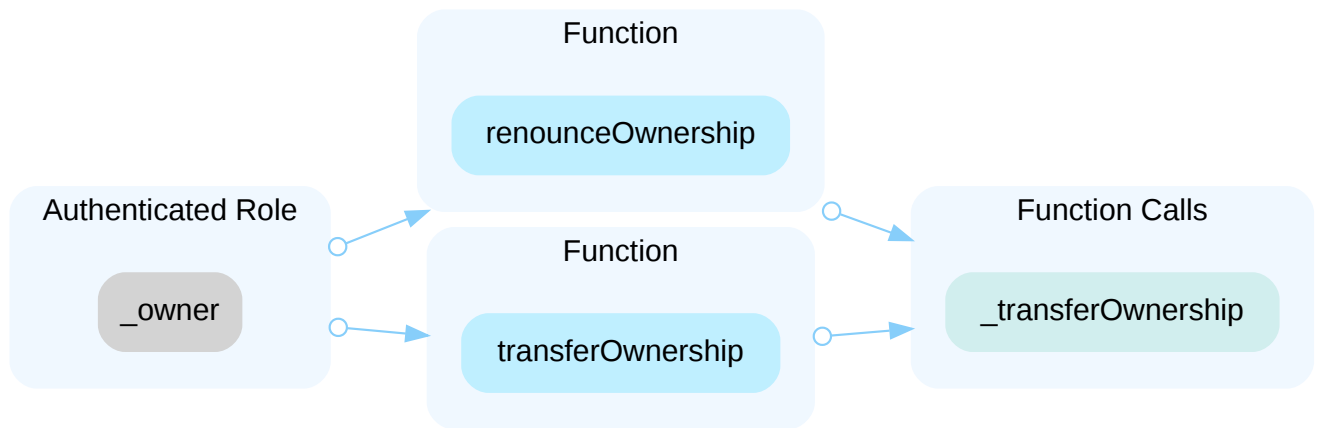 Authenticated Role
_owner
Function
renounceOwnership
Function
transferOwnership
Function Calls
_transferOwnership